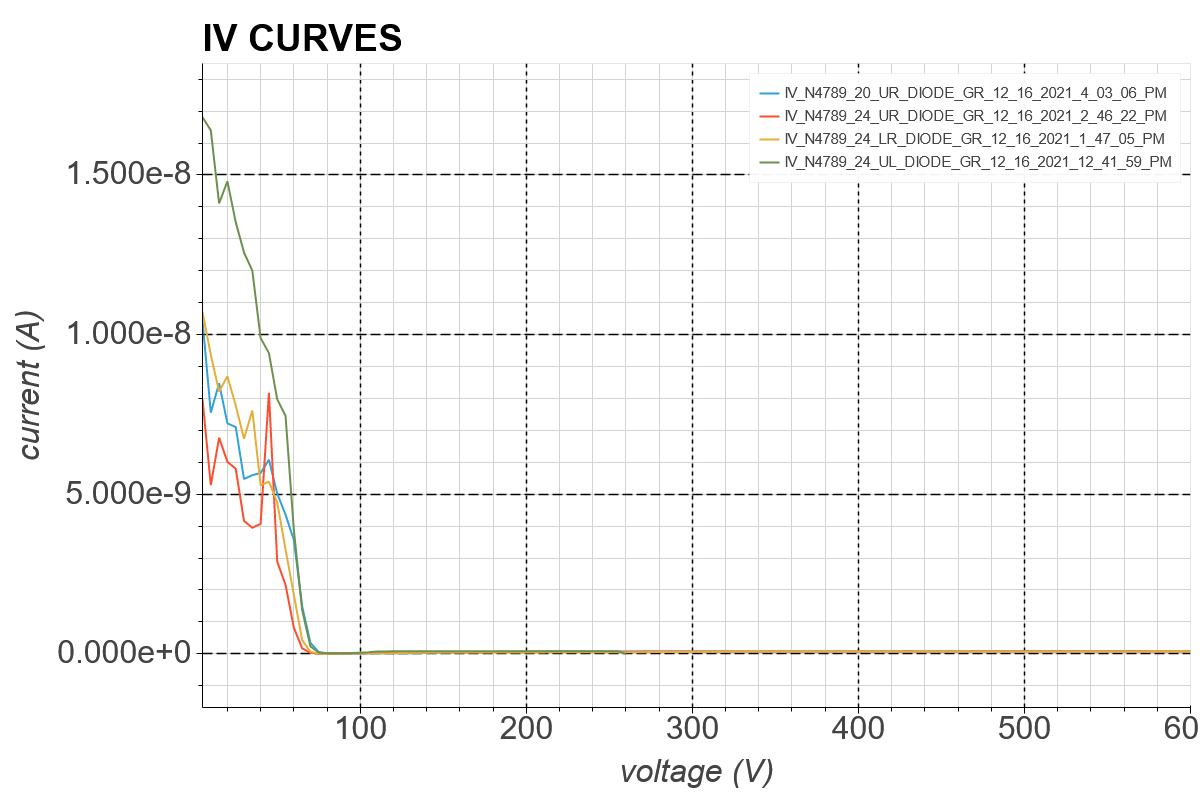 IV CURVES
IV_N4789_20_UR_DIODE_GR_12_16_2021_4_03_06_PM
IV_N4789_24_UR_DIODE_GR_12_16_2021_2_46_22_PM
IV_N4789_24_LR_DIODE_GR_12_16_2021_1_47_05_PM
IV_N4789_24_UL_DIODE_GR_12_16_2021_12_41_59_PM
1.500e-8
1.000e-8
5.000e-9
0.000e+0
current (A)
100 200 300 400 500 60
voltage (V)